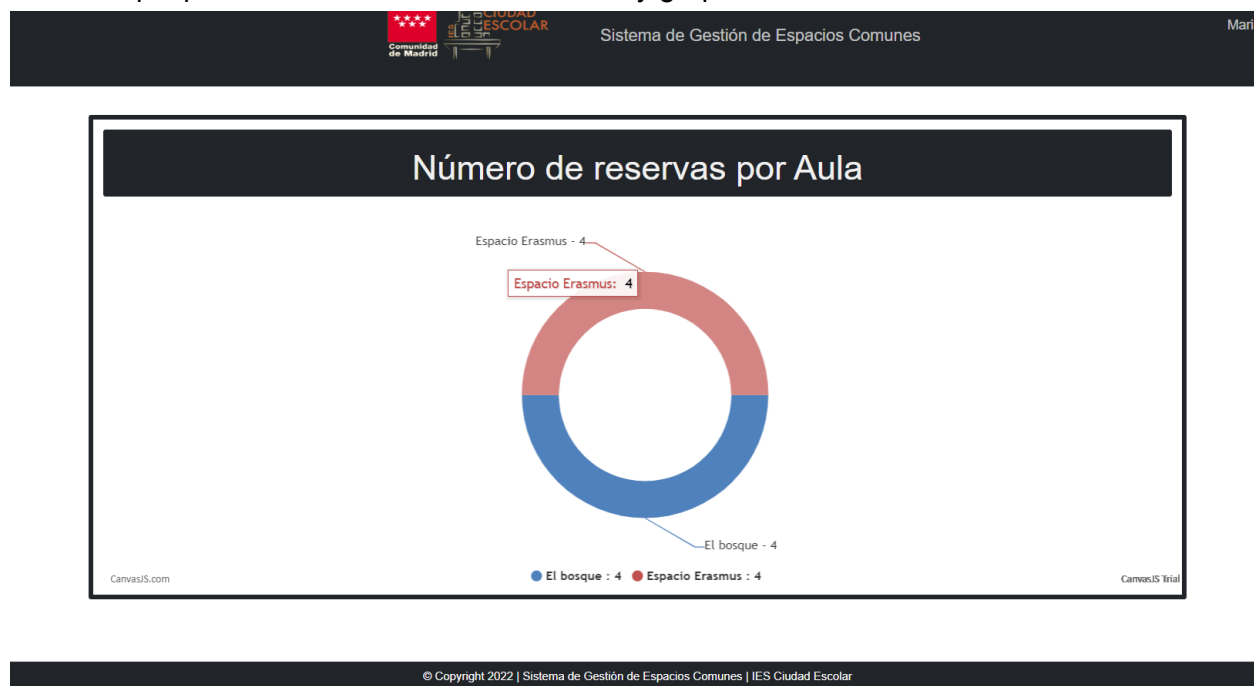 CIUDAD
ESCOLAR
IES
Comunidad
de Madrid
Sistema de Gestión de Espacios Comunes
Número de reservas por Aula
Espacio Erasmus - 4
Espacio Erasmus: 4
El bosque - 4
El bosque : 4 Espacio Erasmus : 4
CanvasJS.com
CanvasJS Trial
© Copyright 2022 | Sistema de Gestión de Espacios Comunes | IES Ciudad Escolar